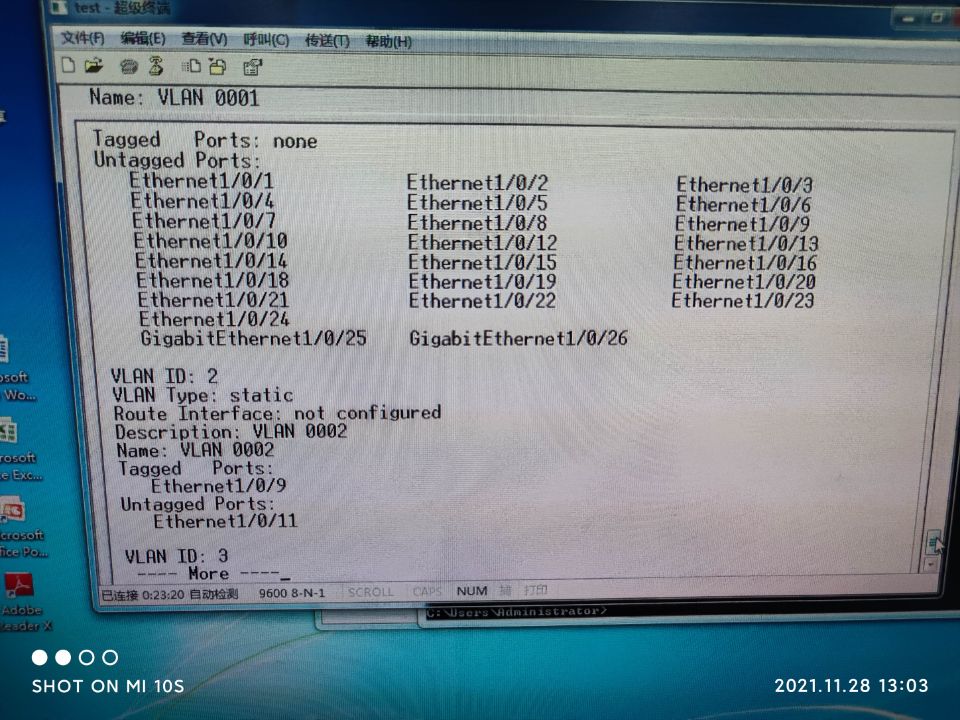 test - 超级终端
文件(F) 编辑(E) 查看(V) 呼叫(C) 传送(T) 帮助(H)
Name: VLAN 0001
Tagged Ports: none
Untagged Ports:
Ethernet1/0/1 Ethernet1/0/2 Ethernet1/0/3
Ethernet1/0/4 Ethernet1/0/5 Ethernet1/0/6
Ethernet1/0/7 Ethernet1/0/8 Ethernet1/0/9
Ethernet1/0/10 Ethernet1/0/12 Ethernet1/0/13
Ethernet1/0/14 Ethernet1/0/15 Ethernet1/0/16
Ethernet1/0/18 Ethernet1/0/19 Ethernet1/0/20
Ethernet1/0/21 Ethernet1/0/22 Ethernet1/0/23
Ethernet1/0/24
GigabitEthernet1/0/25 GigabitEthernet1/0/26
VLAN ID: 2
VLAN Type: static
Route Interface: not configured
Description: VLAN 0002
Name: VLAN 0002
Tagged Ports:
Ethernet1/0/9
Untagged Ports:
Ethernet1/0/11
VLAN ID: 3
---- More ----_
已连接 0:23:20 自动检测 9600 8-N-1 SCROLL CAPS NUM 捕 打印
C:\Users\Administrator>
osoft
Wo...
rosoft
e Exc...
crosoft
fice Po...
Adobe
eader X
SHOT ON MI 10S
2021.11.28 13:03